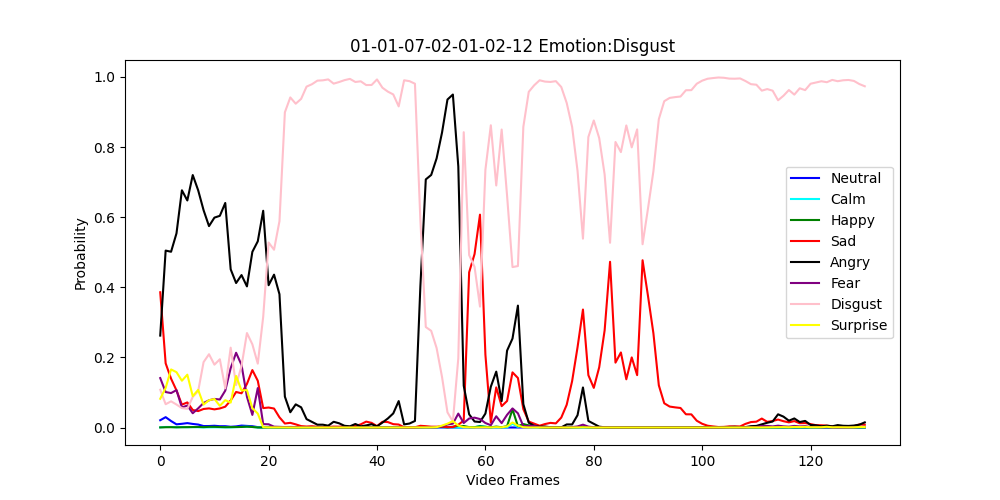 01-01-07-02-01-02-12 Emotion:Disgust
1.0
0.8
0.6
0.4
0.2
0.0
Probability
Neutral
Calm
Happy
Sad
Angry
Fear
Disgust
Surprise
0 20 40 60 80 100 120
Video Frames